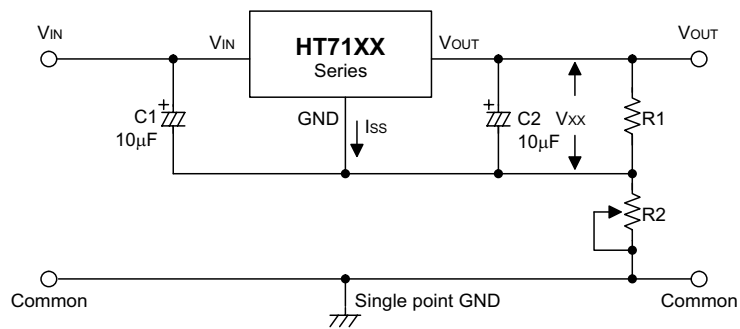 VIN
VIN
HT71XX
Series
VOUT
VOUT
C1
10μF
GND
ISS
C2
10μF
VXX
R1
R2
Common
Single point GND
Common